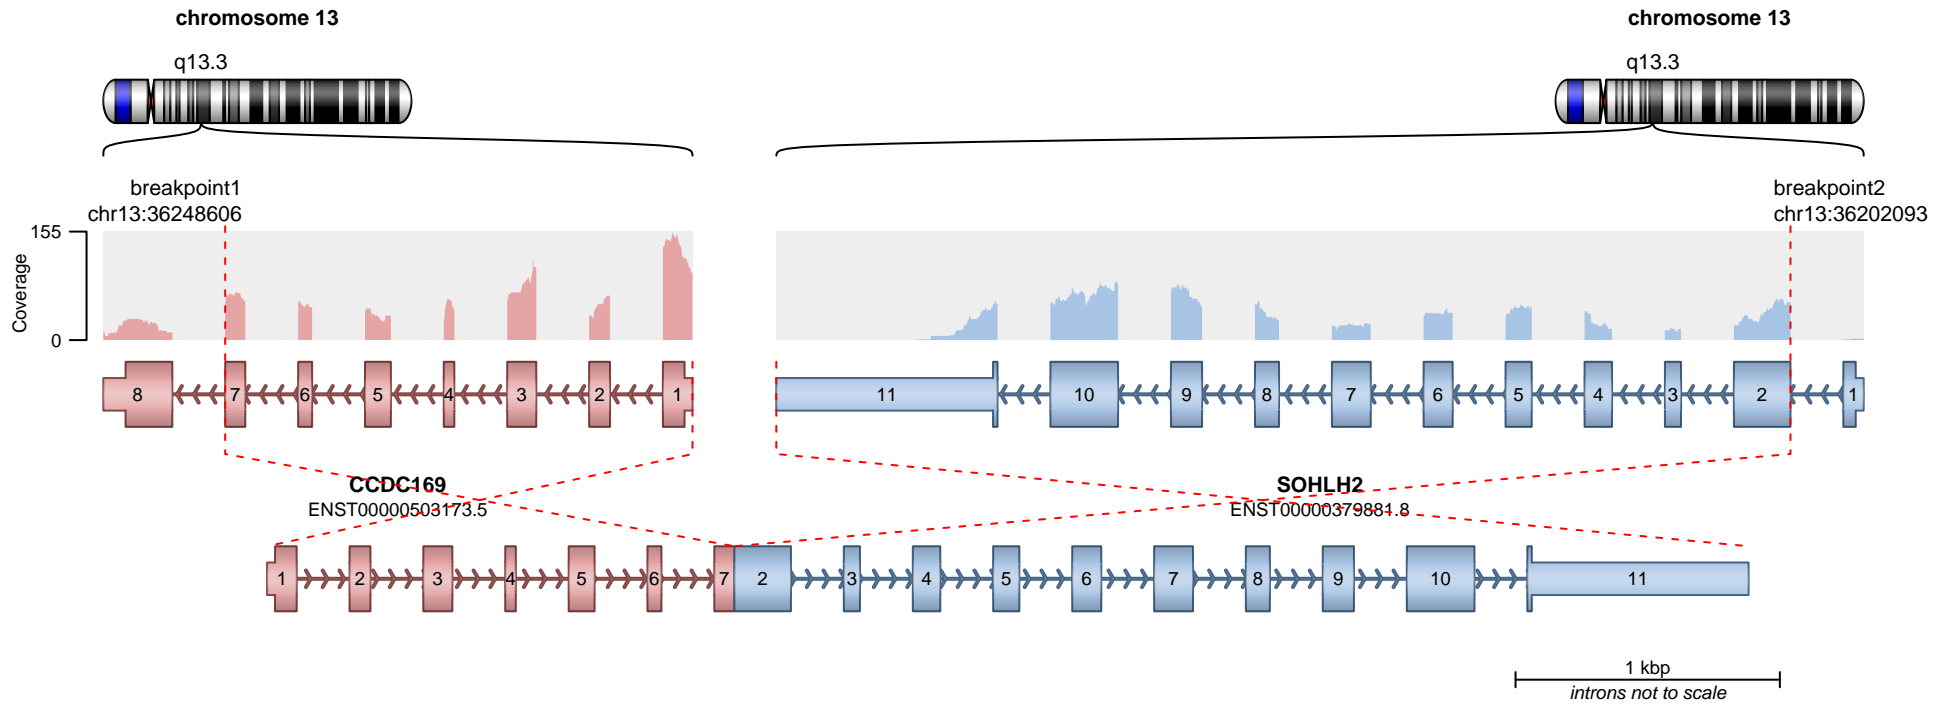 chromosome 13
chromosome 13
q13.3
q13.3
breakpoint1
chr13:36248606
breakpoint2
chr13:36202093
Coverage
155
0
8 7 6 5 4 3 2 1
11 10 9 8 7 6 5 4 3 2 1
CCDC169
ENST00000503173.5
SOHLH2
ENST00000379881.8
1 2 3 4 5 6 7 2 3 4 5 6 7 8 9 10 11
1 kbp
introns not to scale